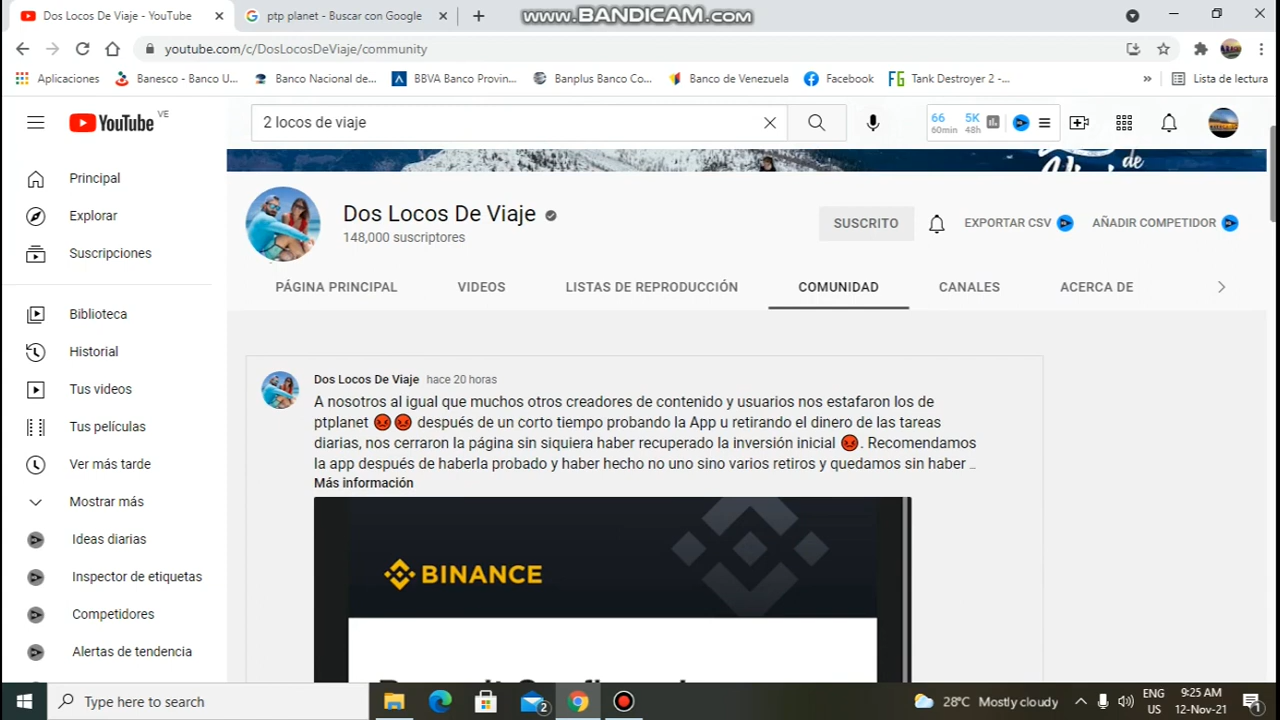 Dos Locos De Viaje - YouTube
ptp planet - Buscar con Google
www.BANDICAM.com
youtube.com/c/DosLocosDeViaje/community
Aplicaciones
Banesco - Banco U...
Banco Nacional de...
BBVA Banco Provin...
Banplus Banco Co...
Banco de Venezuela
Facebook
FG Tank Destroyer 2 -...
»
Lista de lectura
YouTube VE
2 locos de viaje
66 60min
5K 48h
de
Principal
Explorar
Suscripciones
Biblioteca
Historial
Tus videos
Tus películas
Ver más tarde
Mostrar más
Ideas diarias
Inspector de etiquetas
Competidores
Alertas de tendencia
Dos Locos De Viaje
148,000 suscriptores
SUSCRITO
EXPORTAR CSV
AÑADIR COMPETIDOR
PÁGINA PRINCIPAL
VIDEOS
LISTAS DE REPRODUCCIÓN
COMUNIDAD
CANALES
ACERCA DE
Dos Locos De Viaje hace 20 horas
A nosotros al igual que muchos otros creadores de contenido y usuarios nos estafaron los de
ptplanet 😡😡 después de un corto tiempo probando la App u retirando el dinero de las tareas
diarias, nos cerraron la página sin siquiera haber recuperado la inversión inicial 😡. Recomendamos
la app después de haberla probado y haber hecho no uno sino varios retiros y quedamos sin haber ...
Más información
BINANCE
Type here to search
2
28°C Mostly cloudy
ENG
US
9:25 AM
12-Nov-21
1